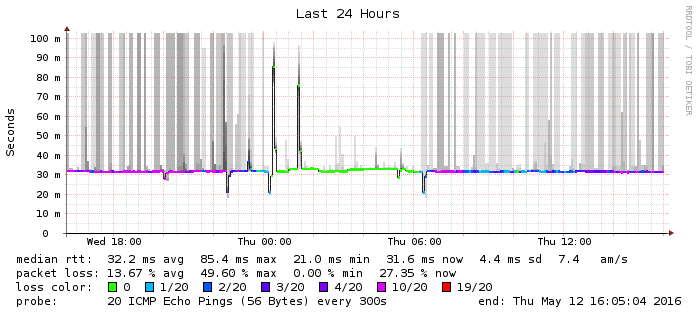 Last 24 Hours
RRDTOOL / TOBI OETIKER
Seconds
100 m
90 m
80 m
70 m
60 m
50 m
40 m
30 m
20 m
10 m
0
Wed 18:00 Thu 00:00 Thu 06:00 Thu 12:00
median rtt: 32.2 ms avg 85.4 ms max 21.0 ms min 31.6 ms now 4.4 ms sd 7.4 am/s
packet loss: 13.67 % avg 49.60 % max 0.00 % min 27.35 % now
loss color: 0 1/20 2/20 3/20 4/20 10/20 19/20
probe: 20 ICMP Echo Pings (56 Bytes) every 300s end: Thu May 12 16:05:04 2016